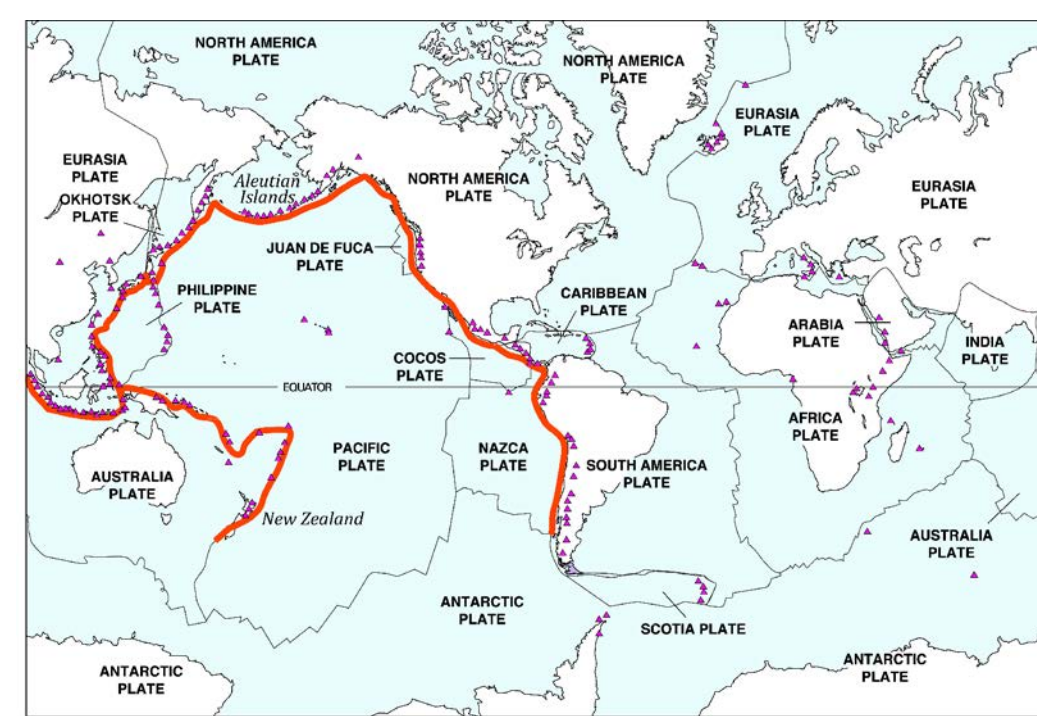 NORTH AMERICA
PLATE
NORTH AMERICA
PLATE
EURASIA
PLATE
EURASIA
PLATE
OKHOTSK
PLATE
Aleutian
Islands
NORTH AMERICA
PLATE
EURASIA
PLATE
JUAN DE FUCA
PLATE
PHILIPPINE
PLATE
CARIBBEAN
PLATE
ARABIA
PLATE
INDIA
PLATE
COCOS
PLATE
EQUATOR
AFRICA
PLATE
AUSTRALIA
PLATE
PACIFIC
PLATE
NAZCA
PLATE
SOUTH AMERICA
PLATE
New Zealand
AUSTRALIA
PLATE
ANTARCTIC
PLATE
SCOTIA PLATE
ANTARCTIC
PLATE
ANTARCTIC
PLATE